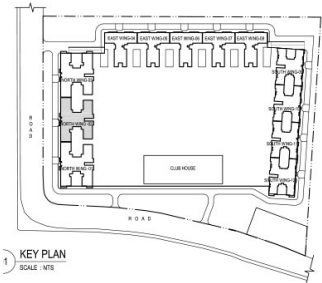 EAST WING-04 EAST WING-05 EAST WING-06 EAST WING-07 EAST WING-08
NORTH WING-03
SOUTH WING-09
SOUTH WING-10
ROAD
NORTH WING-02
SOUTH WING-11
NORTH WING-01
CLUB HOUSE
SOUTH WING-12
ROAD
1
KEY PLAN
SCALE : NTS